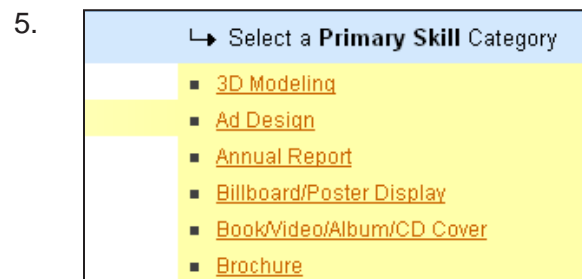 5.
↳ Select a Primary Skill Category
▪ 3D Modeling
▪ Ad Design
▪ Annual Report
▪ Billboard/Poster Display
▪ Book/Video/Album/CD Cover
▪ Brochure